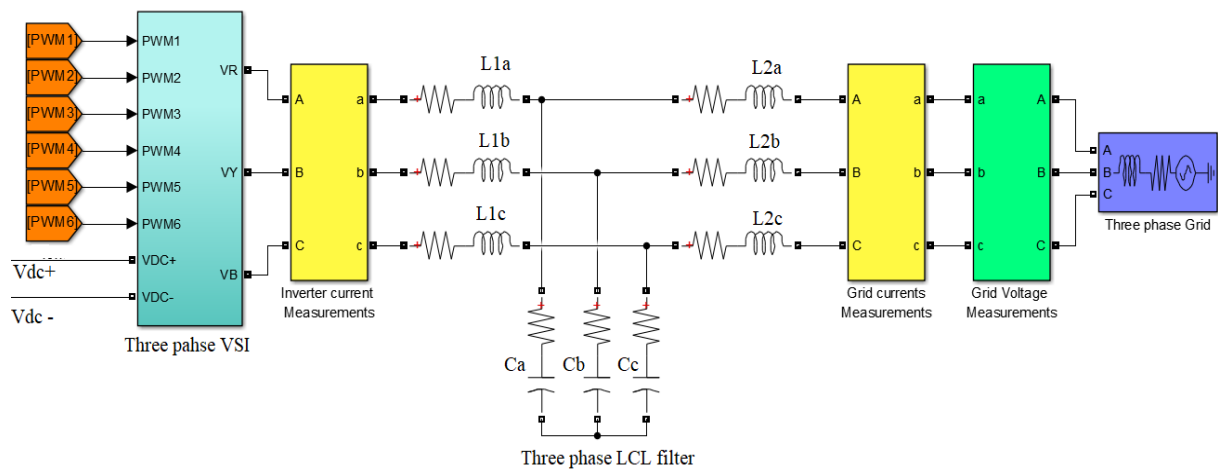 [PWM1]
[PWM2]
[PWM3]
[PWM4]
[PWM5]
[PWM6]
Vdc+
Vdc -
PWM1
PWM2
PWM3
PWM4
PWM5
PWM6
VDC+
VDC-
VR
VY
VB
Three pahse VSI
A
B
C
a
b
c
Inverter current
Measurements
L1a
L1b
L1c
Ca
Cb
Cc
Three phase LCL filter
L2a
L2b
L2c
A
B
C
a
b
c
Grid currents
Measurements
a
b
c
A
B
C
Grid Voltage
Measurements
A
B
C
Three phase Grid